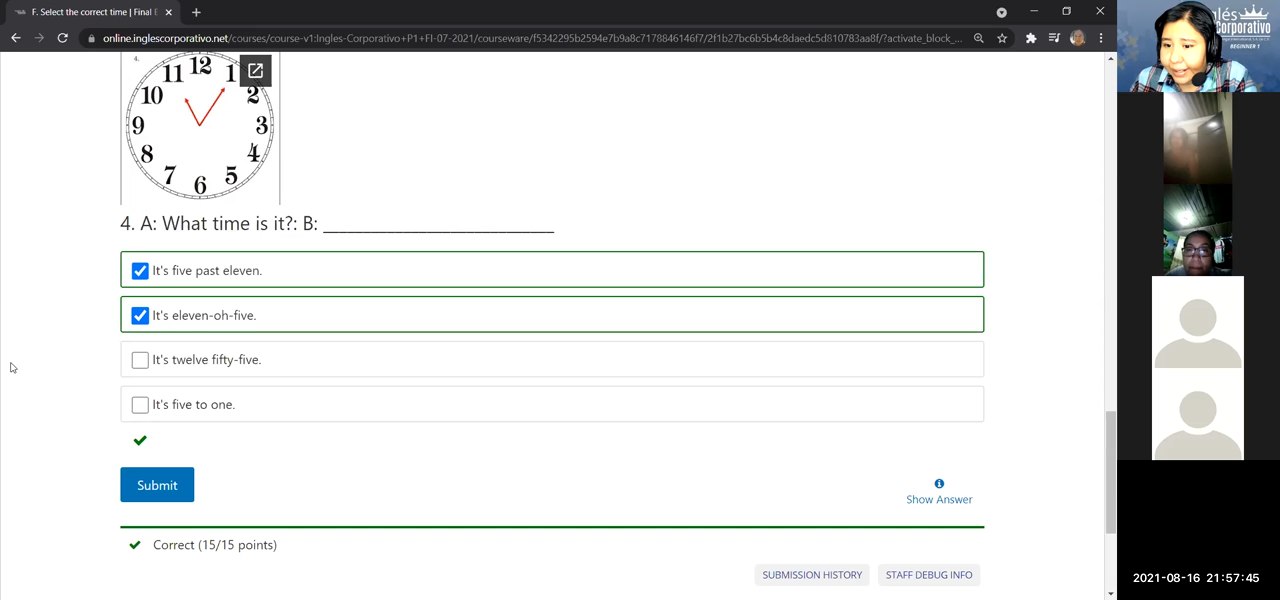 F. Select the correct time | Final E
online.inglescorporativo.net/courses/course-v1:Ingles-Corporativo+P1+FI-07-2021/courseware/f5342295b2594e7b9a8c7178846146f7/2f1b27bc6b5b4c8daedc5d810783aa8f/?activate_block_...
4.
12
11 1
10 2
9 3
8 4
7 5
6
4. A: What time is it?: B: ____________________________
It's five past eleven.
It's eleven-oh-five.
It's twelve fifty-five.
It's five to one.
Submit
Show Answer
Correct (15/15 points)
SUBMISSION HISTORY STAFF DEBUG INFO
Corporativo
BEGINNER 1
2021-08-16 21:57:45